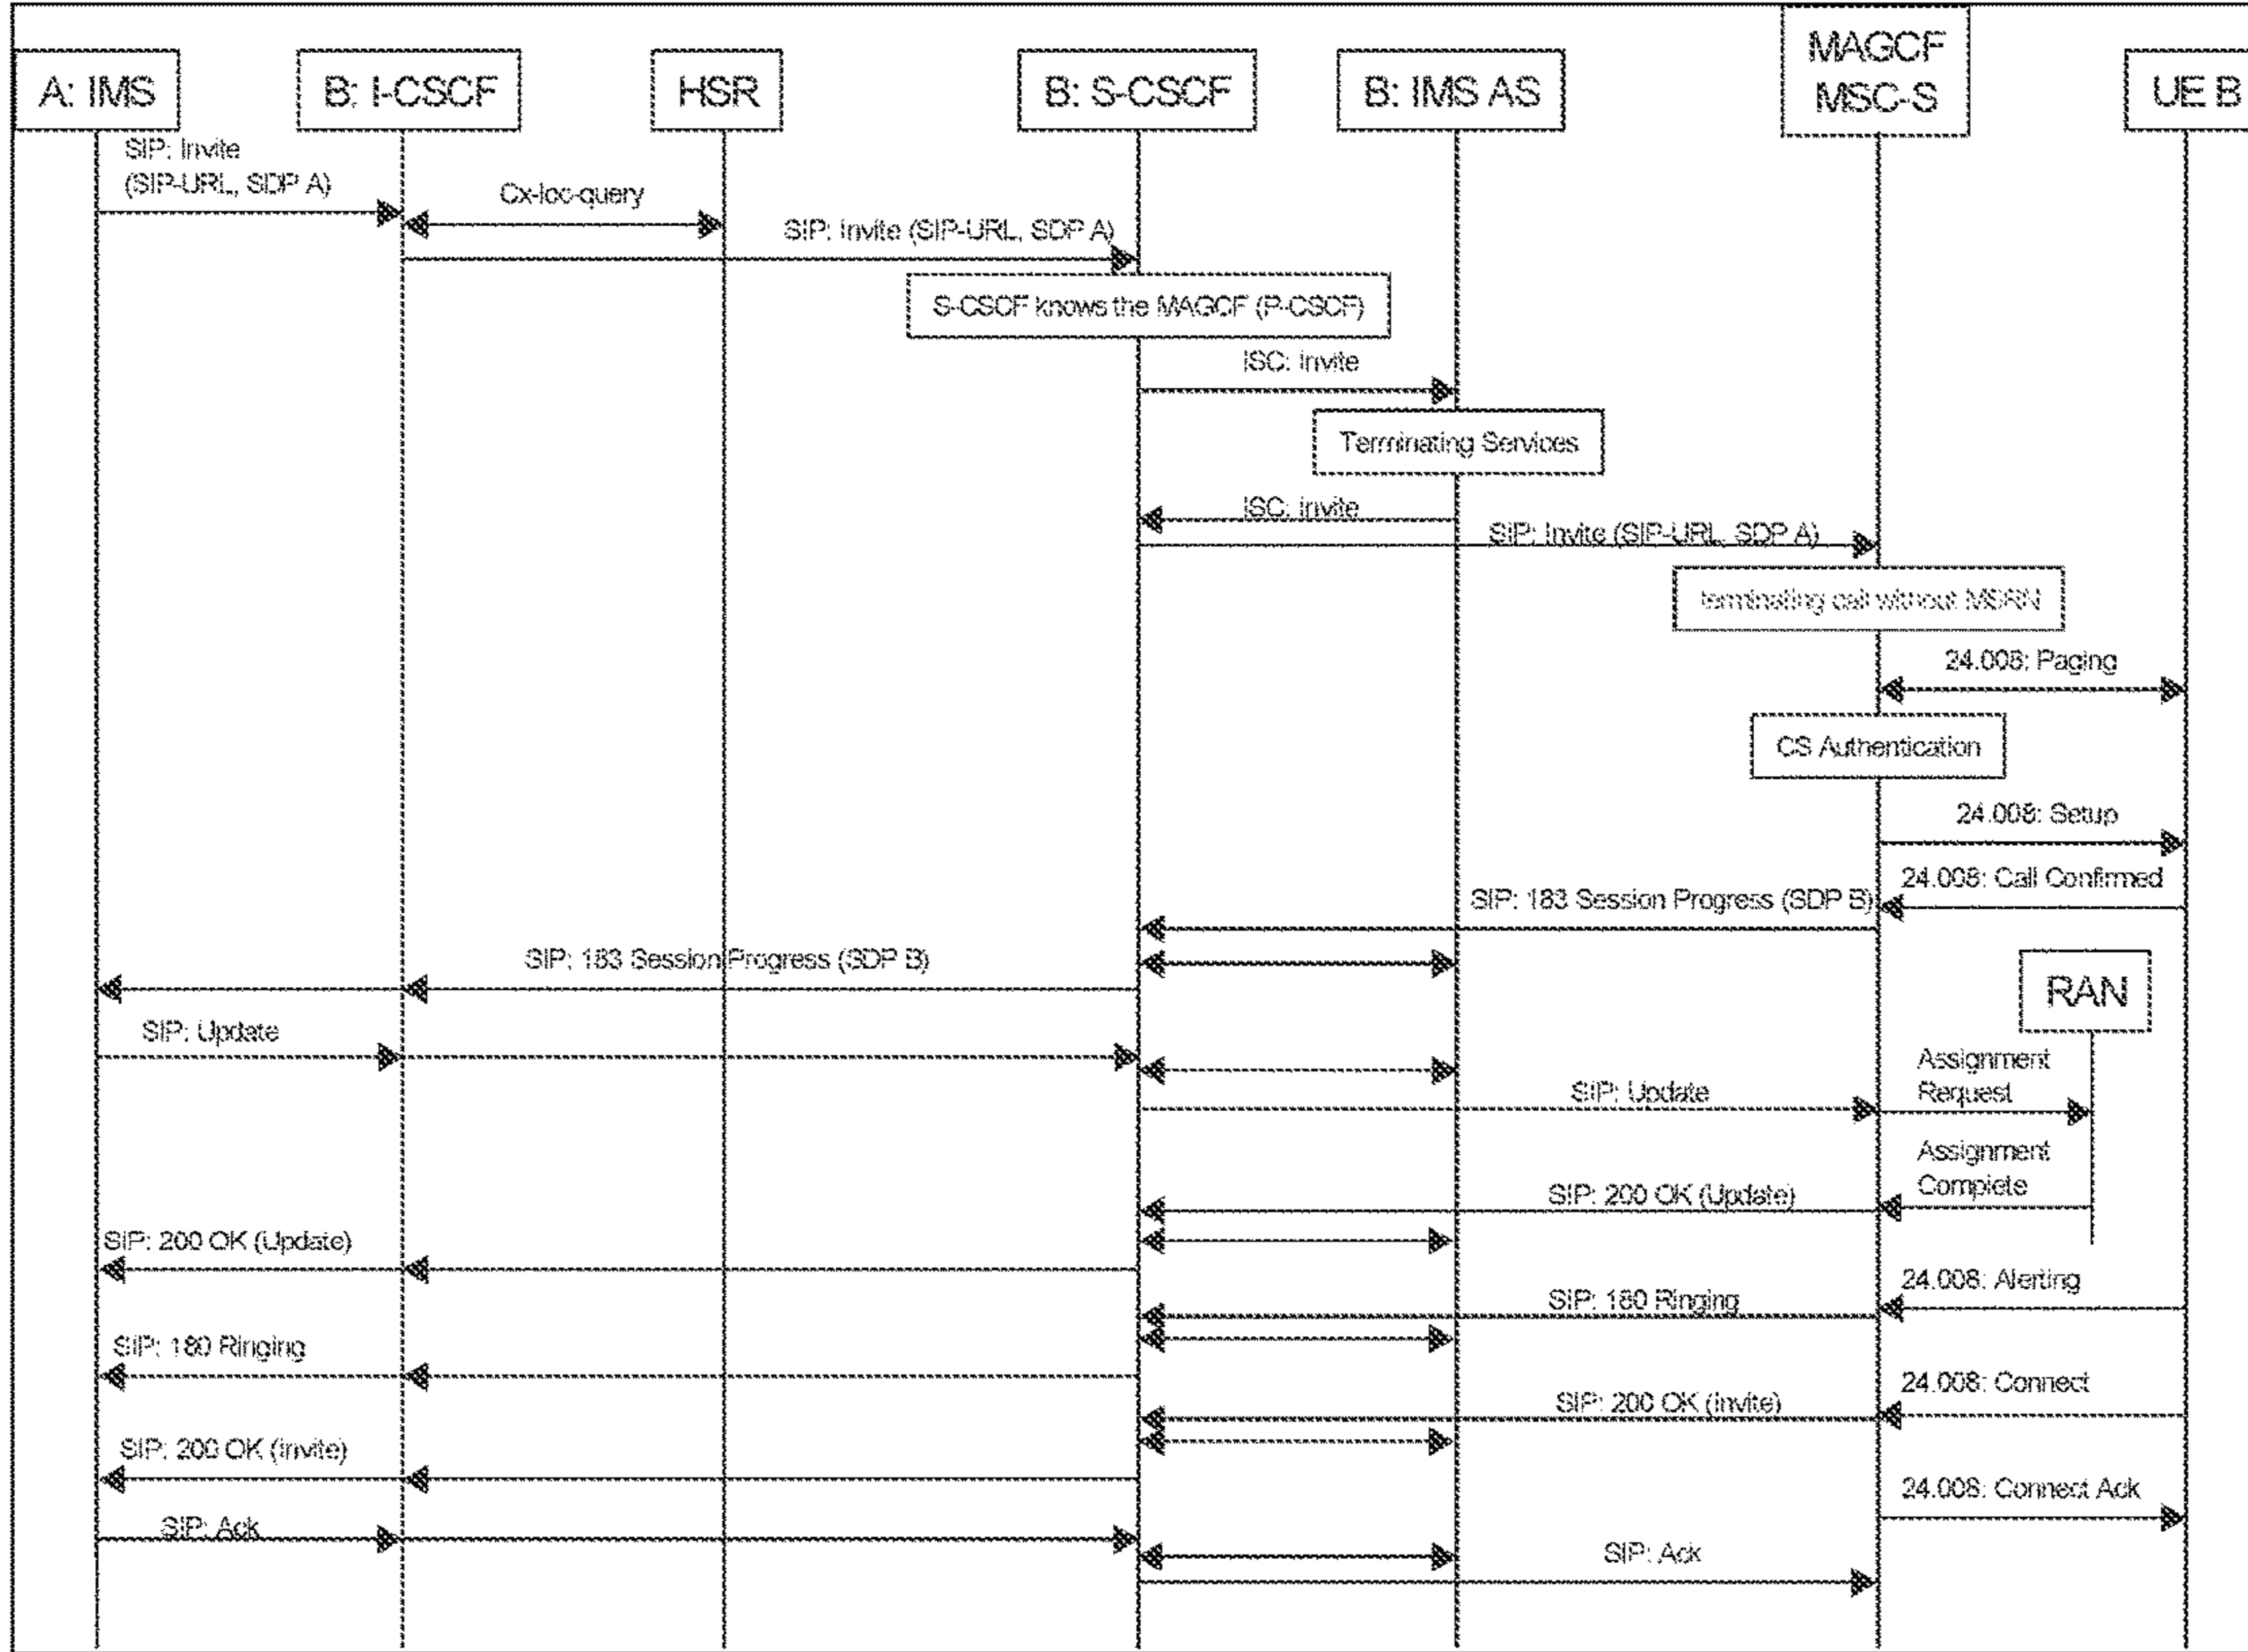 A: IMS
B: I-CSCF
HSR
B: S-CSCF
B: IMS AS
MAGCF
MSC-S
UE B
SIP: Invite
(SIP-URL, SDP A)
Cx-loc-query
SIP: Invite (SIP-URL, SDP A)
S-CSCF knows the MAGCF (P-CSCF)
ISC: Invite
Terminating Services
ISC: Invite
SIP: Invite (SIP-URL, SDP A)
terminating call without MSRN
24.008: Paging
CS Authentication
24.008: Setup
24.008: Call Confirmed
SIP: 183 Session Progress (SDP B)
SIP: 183 Session Progress (SDP B)
RAN
SIP: Update
Assignment
Request
SIP: Update
Assignment
Complete
SIP: 200 OK (Update)
SIP: 200 OK (Update)
24.008: Alerting
SIP: 180 Ringing
SIP: 180 Ringing
24.008: Connect
SIP: 200 OK (Invite)
SIP: 200 OK (Invite)
24.008: Connect Ack
SIP: Ack
SIP: Ack